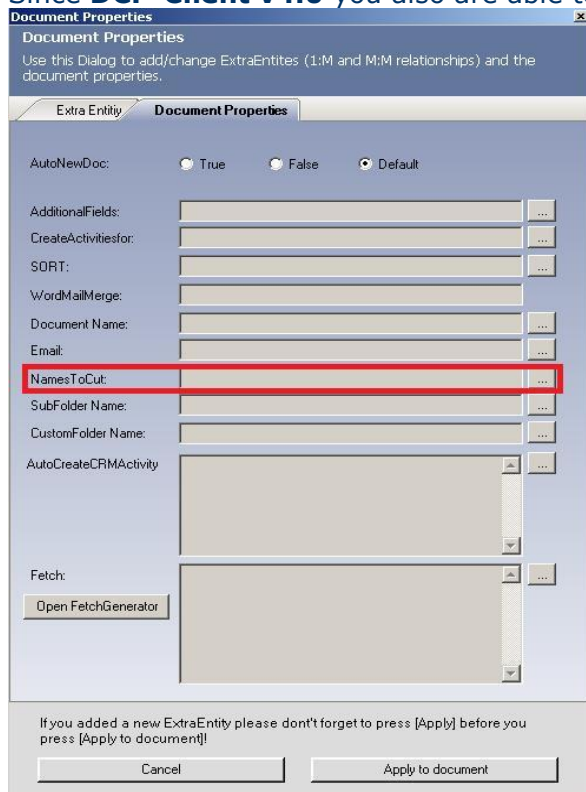 Document Properties
Document Properties
Use this Dialog to add/change ExtraEntites (1:M and M:M relationships) and the
document properties.
Extra Entitiy Document Properties
AutoNewDoc: True False Default
AdditionalFields: ...
CreateActivitiesfor: ...
SORT: ...
WordMailMerge:
Document Name: ...
Email: ...
NamesToCut: ...
SubFolder Name: ...
CustomFolder Name: ...
AutoCreateCRMActivity ...
Fetch: ...
Open FetchGenerator
If you added a new ExtraEntity please dont't forget to press [Apply] before you
press [Apply to document]!
Cancel Apply to document